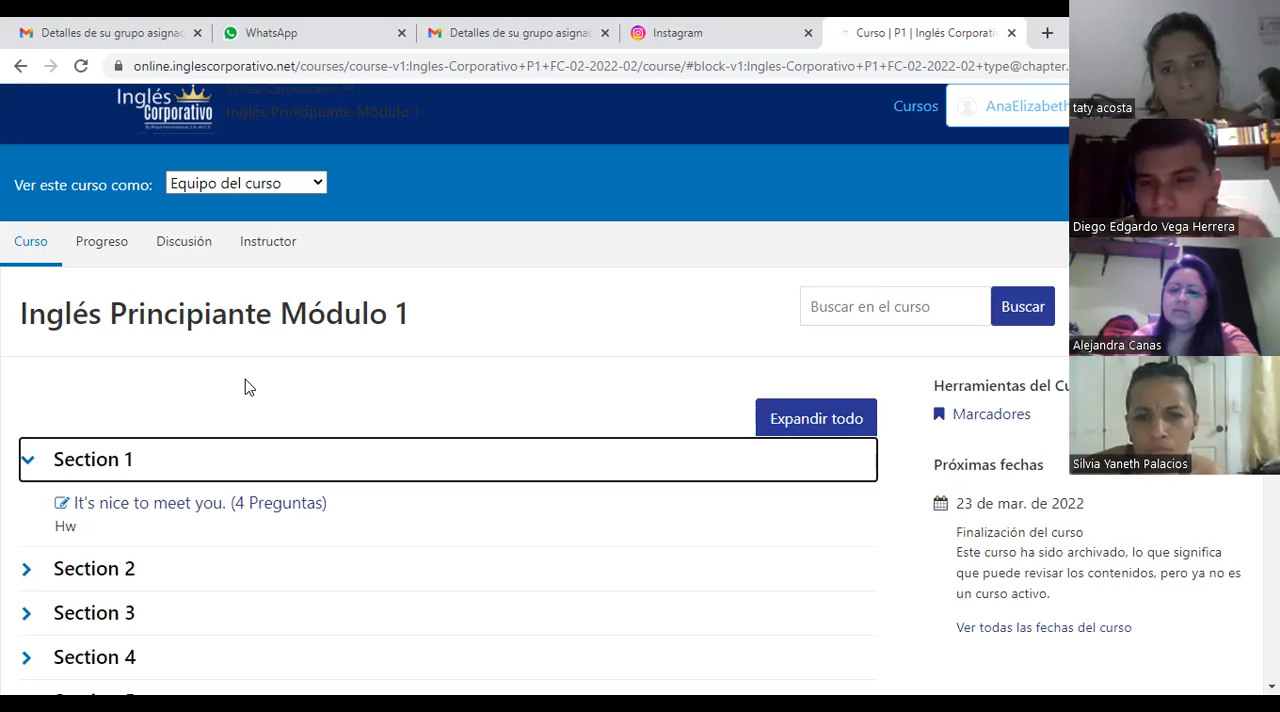 Detalles de su grupo asigna
WhatsApp
Detalles de su grupo asigna
Instagram
Curso | P1 | Inglés Corporati
online.inglescorporativo.net/courses/course-v1:Ingles-Corporativo+P1+FC-02-2022-02/course/#block-v1:Ingles-Corporativo+P1+FC-02-2022-02+type@chapter.
Inglés
Corporativo
Ingles-Corporativo P1
Inglés Principiante Módulo 1
Cursos
AnaElizabeth
Ver este curso como:
Equipo del curso
Curso
Progreso
Discusión
Instructor
Inglés Principiante Módulo 1
Buscar en el curso
Buscar
Expandir todo
Section 1
It's nice to meet you. (4 Preguntas)
Hw
Section 2
Section 3
Section 4
Herramientas del Cu
Marcadores
Próximas fechas
23 de mar. de 2022
Finalización del curso
Este curso ha sido archivado, lo que significa
que puede revisar los contenidos, pero ya no es
un curso activo.
Ver todas las fechas del curso
taty acosta
Diego Edgardo Vega Herrera
Alejandra Canas
Silvia Yaneth Palacios